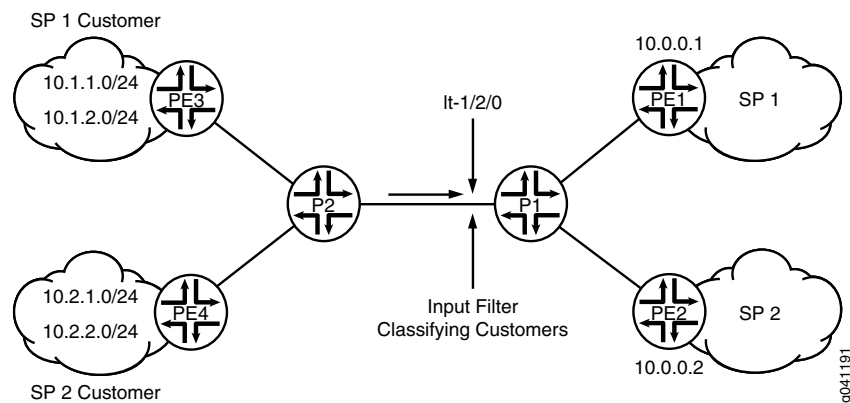 SP 1 Customer
10.1.1.0/24
10.1.2.0/24
PE3
lt-1/2/0
10.0.0.1
PE1
SP 1
P2
P1
10.2.1.0/24
10.2.2.0/24
PE4
SP 2 Customer
Input Filter
Classifying Customers
PE2
SP 2
10.0.0.2
g041191